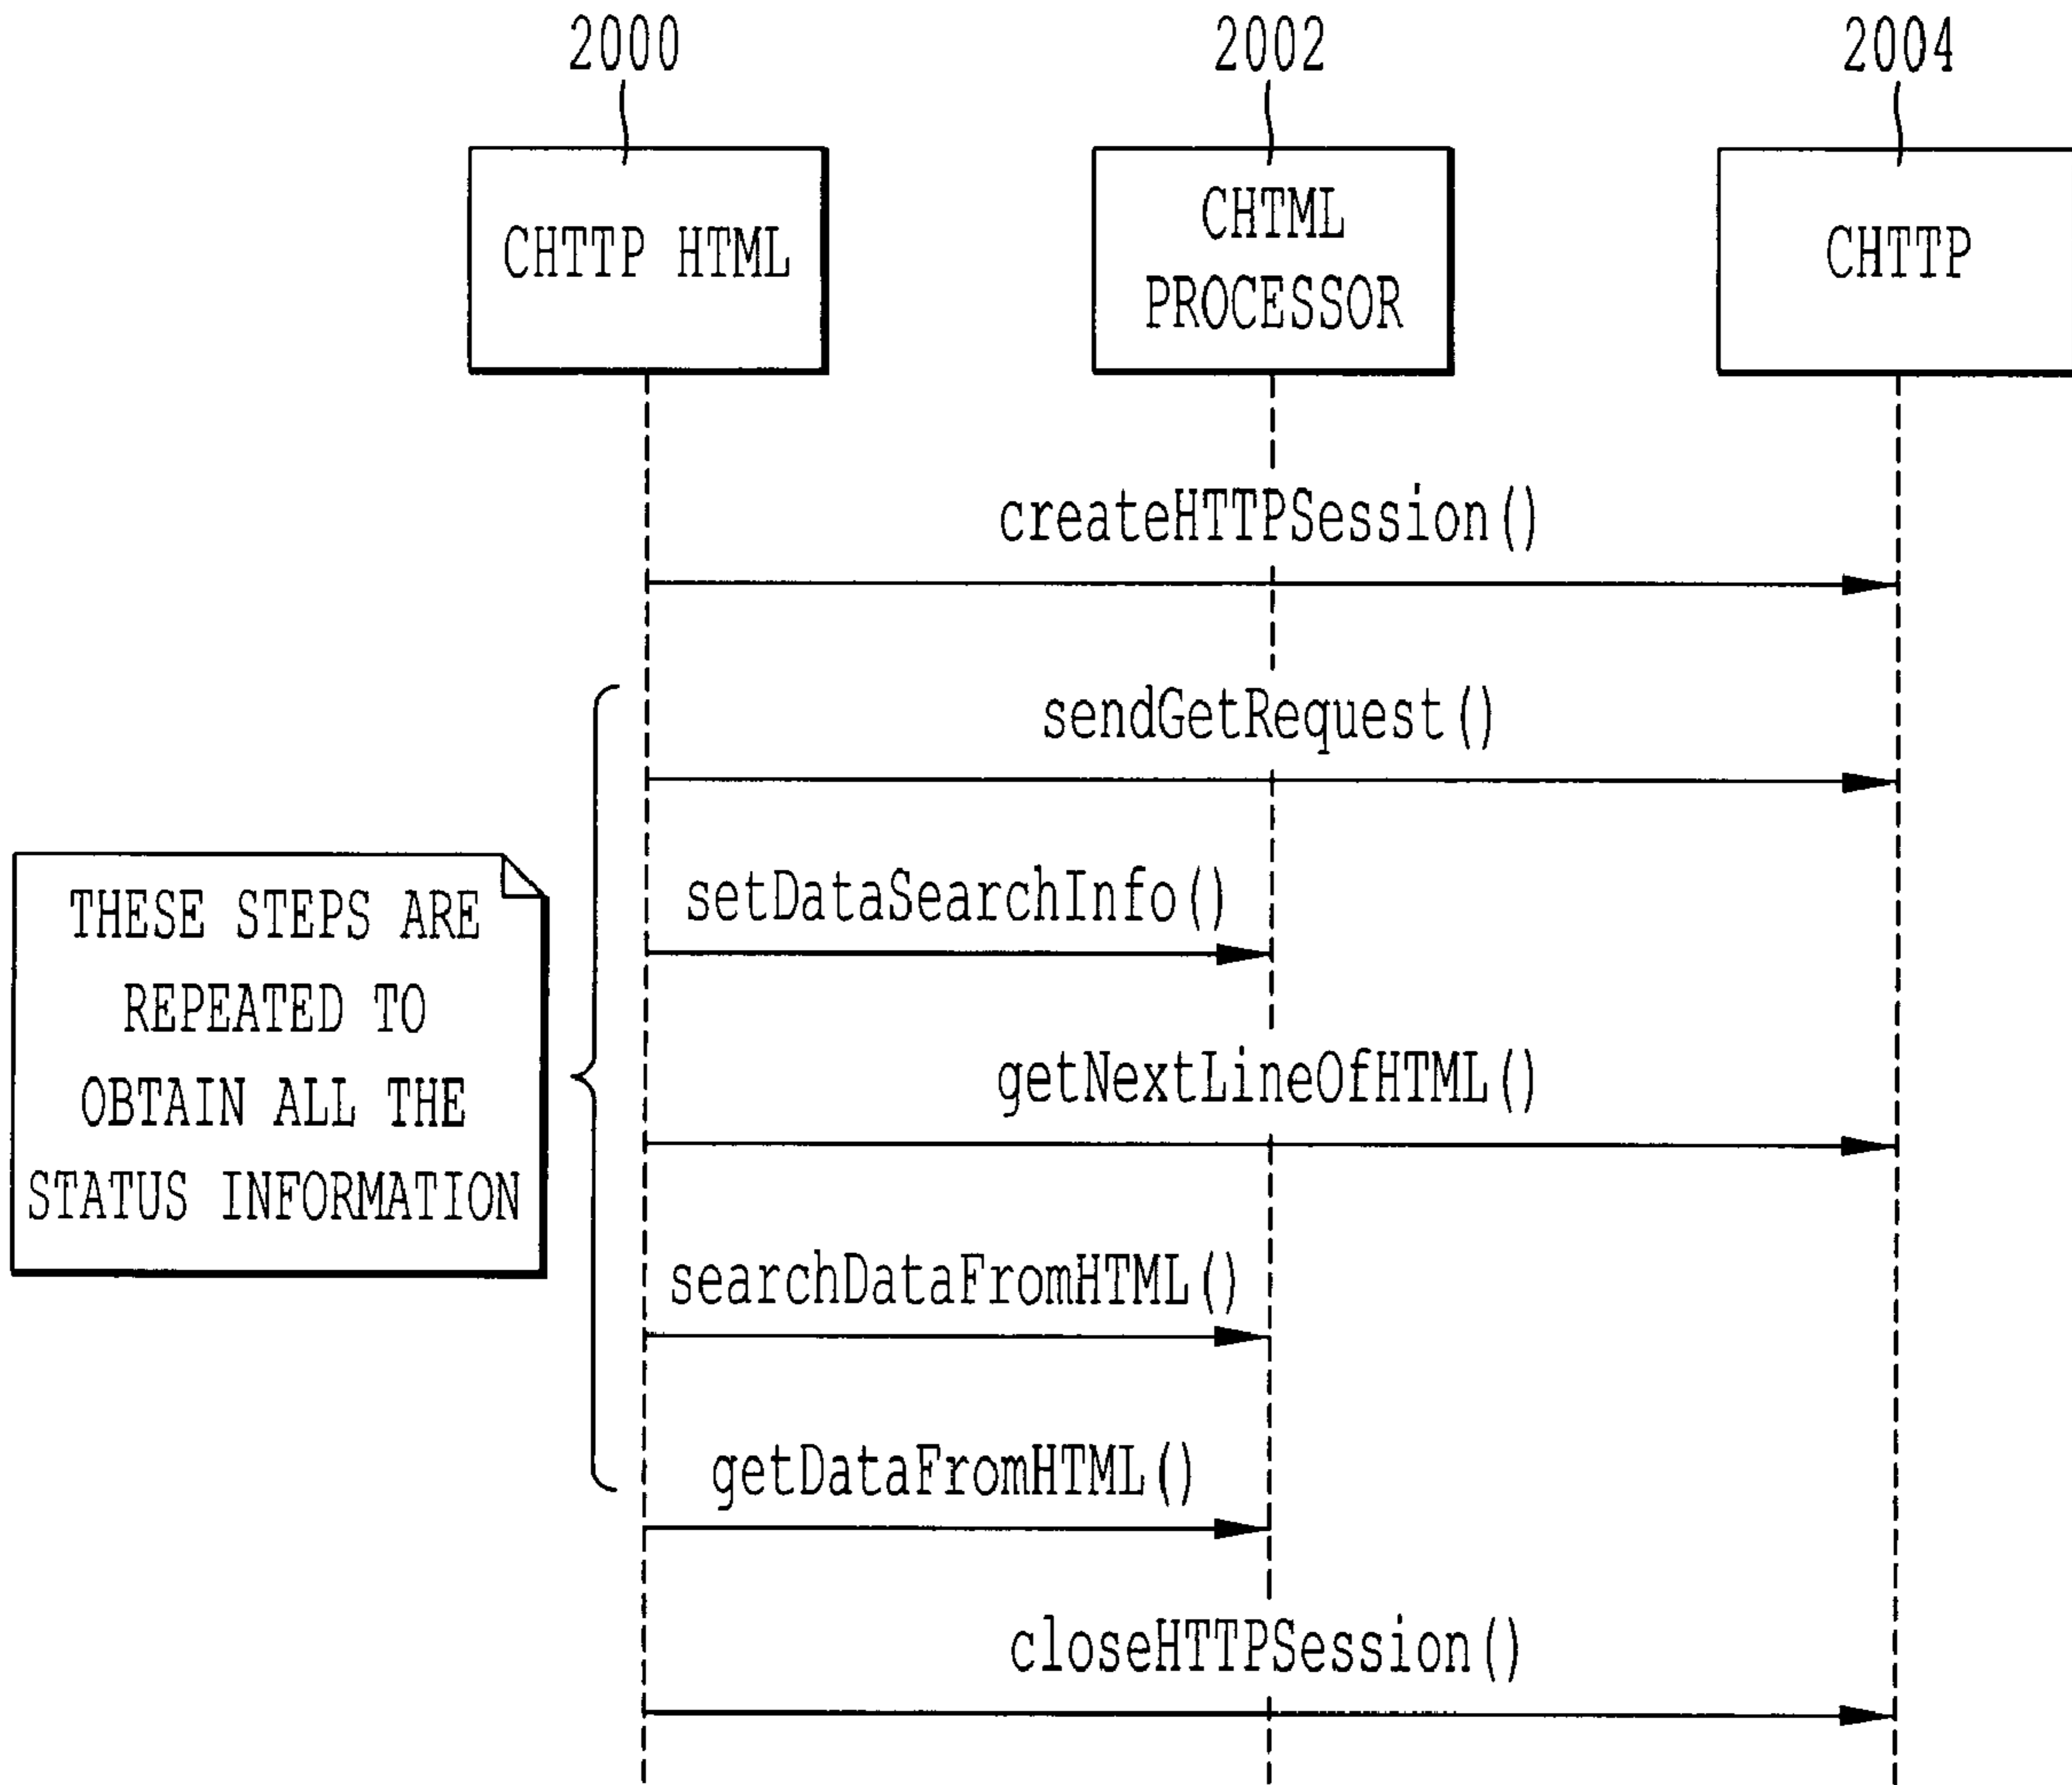 2000
2002
2004
CHTTP HTML
CHTML
PROCESSOR
CHTTP
createHTTPSession()
sendGetRequest()
setDataSearchInfo()
THESE STEPS ARE
REPEATED TO
OBTAIN ALL THE
STATUS INFORMATION
getNextLineOfHTML()
searchDataFromHTML()
getDataFromHTML()
closeHTTPSession()